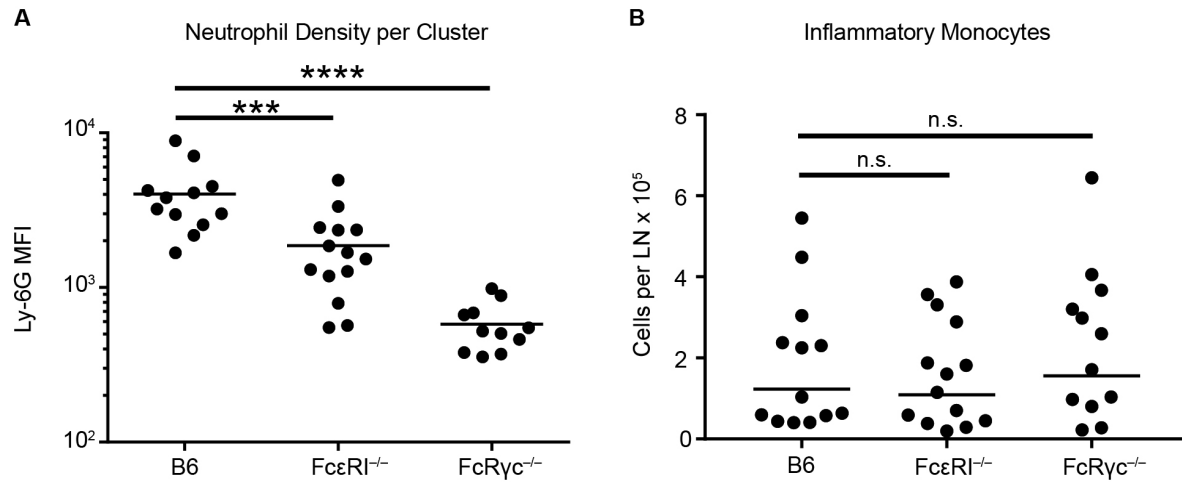 A
Neutrophil Density per Cluster
****
***
10⁴
10³
10²
Ly-6G MFI
B6
FcεRI⁻/⁻
FcRγc⁻/⁻
B
Inflammatory Monocytes
n.s.
n.s.
8
6
4
2
0
Cells per LN x 10⁵
B6
FcεRI⁻/⁻
FcRγc⁻/⁻